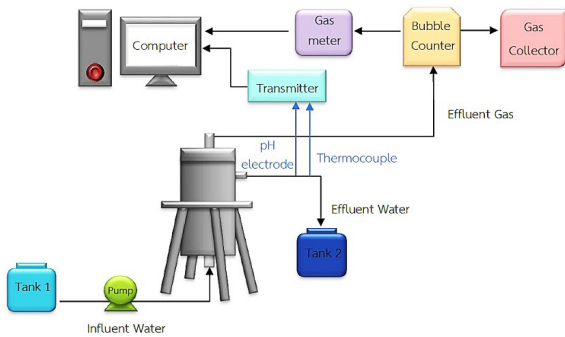 Gas
meter
Bubble
Counter
Gas
Collector
Computer
Transmitter
Effluent Gas
pH
electrode
Thermocouple
Effluent Water
Tank 2
Tank 1
Pump
Influent Water